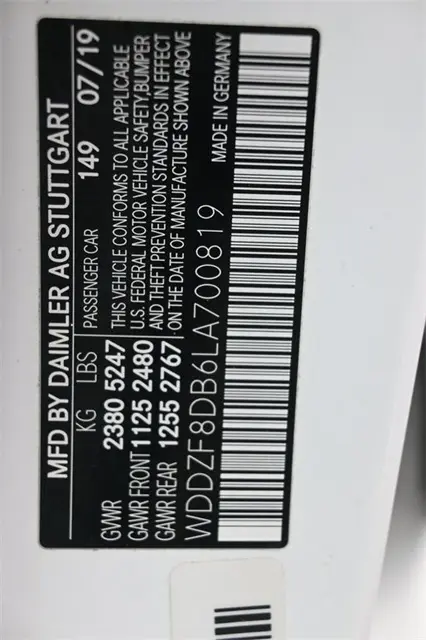 MFD BY DAIMLER AG STUTTGART
KG LBS PASSENGER CAR 149 07/19
GVWR 2380 5247
GAWR FRONT 1125 2480
GAWR REAR 1255 2767
THIS VEHICLE CONFORMS TO ALL APPLICABLE
U.S. FEDERAL MOTOR VEHICLE SAFETY,BUMPER
AND THEFT PREVENTION STANDARDS IN EFFECT
ON THE DATE OF MANUFACTURE SHOWN ABOVE
WDDZF8DB6LA700819 MADE IN GERMANY